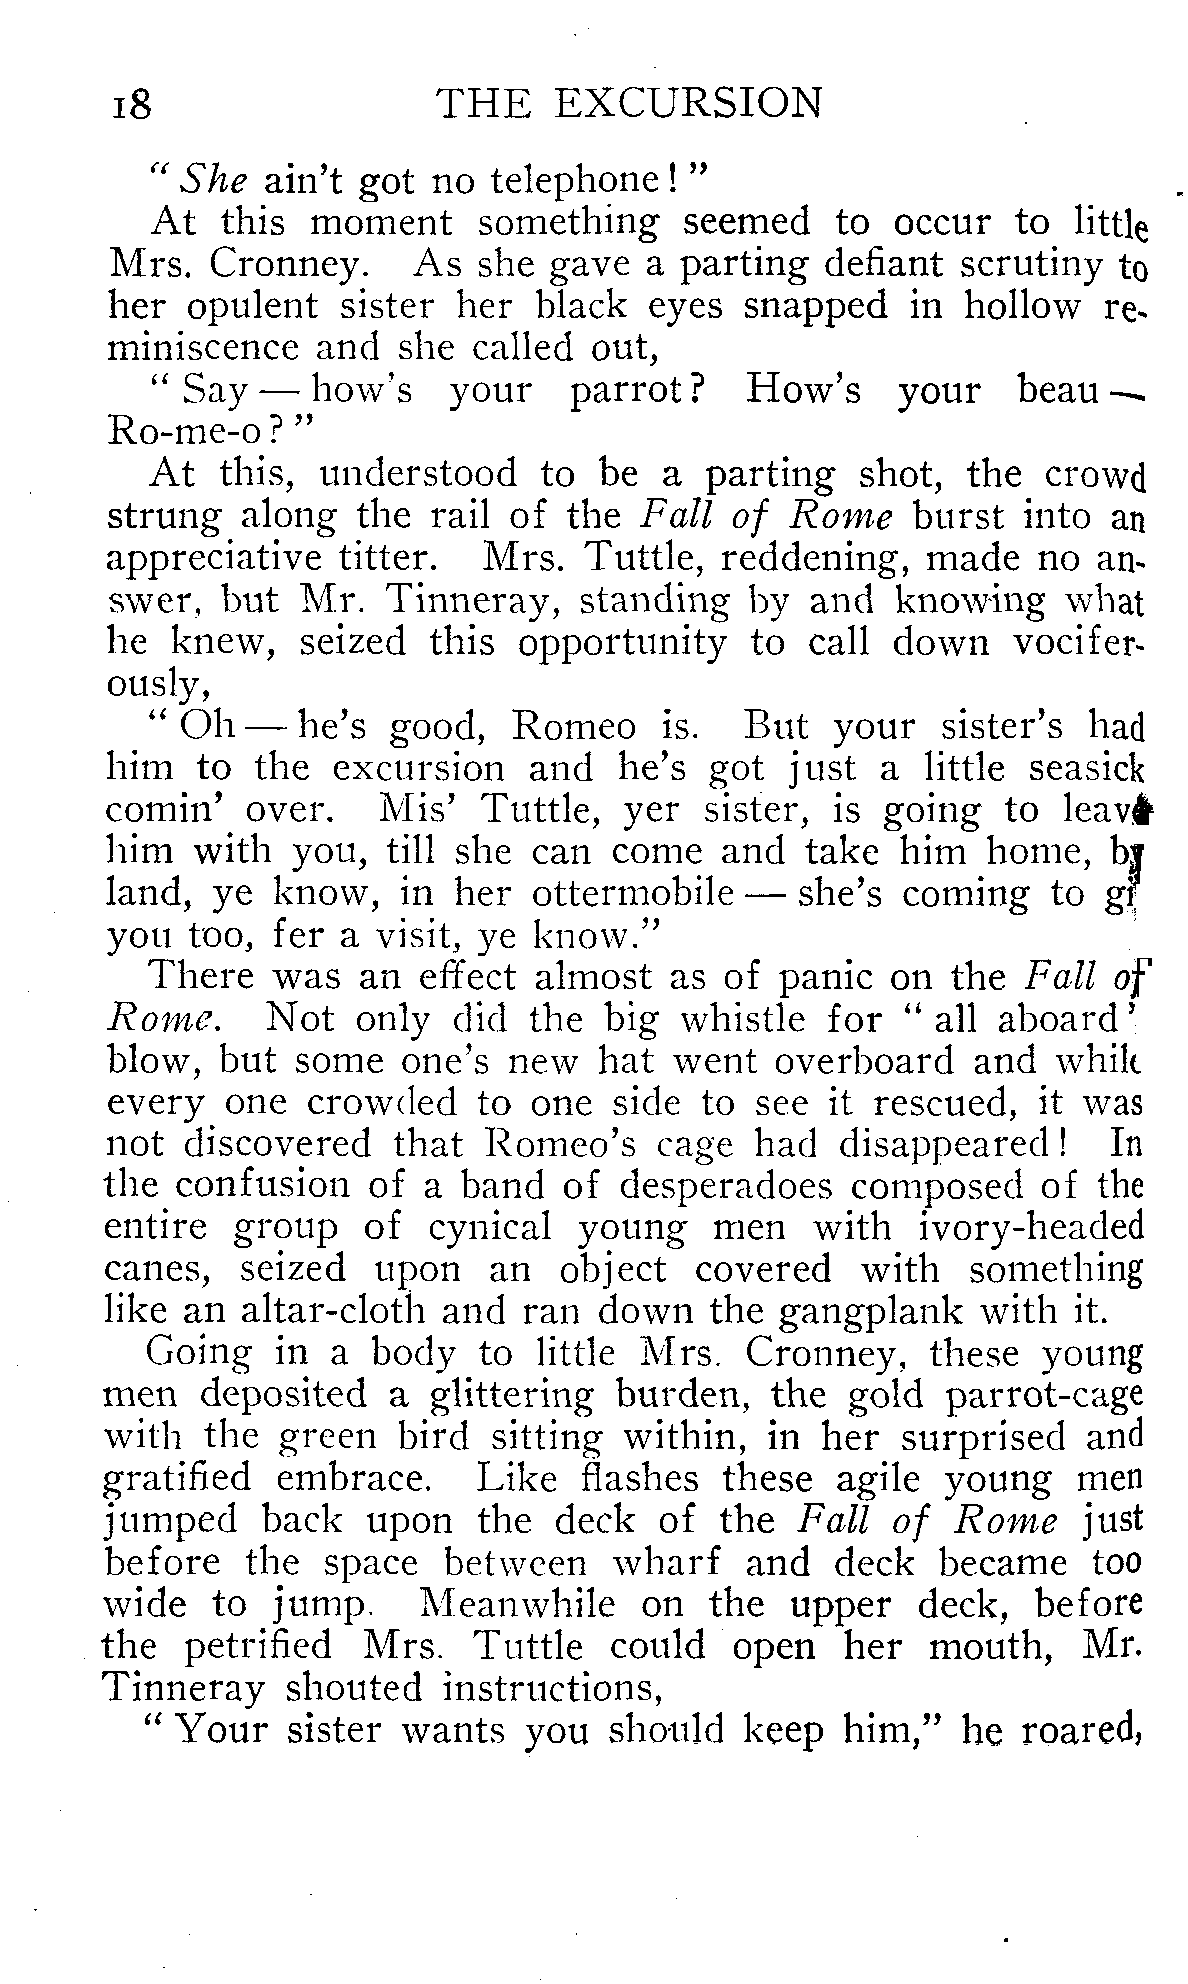 18 THE EXCURSION
" She ain't got no telephone ! "
At this moment something seemed to occur to little
Mrs. Cronney. As she gave a parting defiant scrutiny to
her opulent sister her black eyes snapped in hollow re-
miniscence and she called out,
" Say — how's your parrot? How's your beau —
Ro-me-o ? "
At this, understood to be a parting shot, the crowd
strung along the rail of the Fall of Rome burst into an
appreciative titter. Mrs. Tuttle, reddening, made no an-
swer, but Mr. Tinneray, standing by and knowing what
he knew, seized this opportunity to call down vocifer-
ously,
" Oh — he's good, Romeo is. But your sister's had
him to the excursion and he's got just a little seasick
comin' over. Mis' Tuttle, yer sister, is going to leave
him with you, till she can come and take him home, by
land, ye know, in her ottermobile — she's coming to
you too, fer a visit, ye know."
There was an effect almost as of panic on the Fall of
Rome. Not only did the big whistle for " all aboard '
blow, but some one's new hat went overboard and while
every one crowded to one side to see it rescued, it was
not discovered that Romeo's cage had disappeared ! In
the confusion of a band of desperadoes composed of the
entire group of cynical young men with ivory-headed
canes, seized upon an object covered with something
like an altar-cloth and ran down the gangplank with it.
Going in a body to little Mrs. Cronney, these young
men deposited a glittering burden, the gold parrot-cage
with the green bird sitting within, in her surprised and
gratified embrace. Like flashes these agile young men
jumped back upon the deck of the Fall of Rome just
before the space between wharf and deck became too
wide to jump. Meanwhile on the upper deck, before
the petrified Mrs. Tuttle could open her mouth, Mr.
Tinneray shouted instructions,
" Your sister wants you should keep him," he roared,